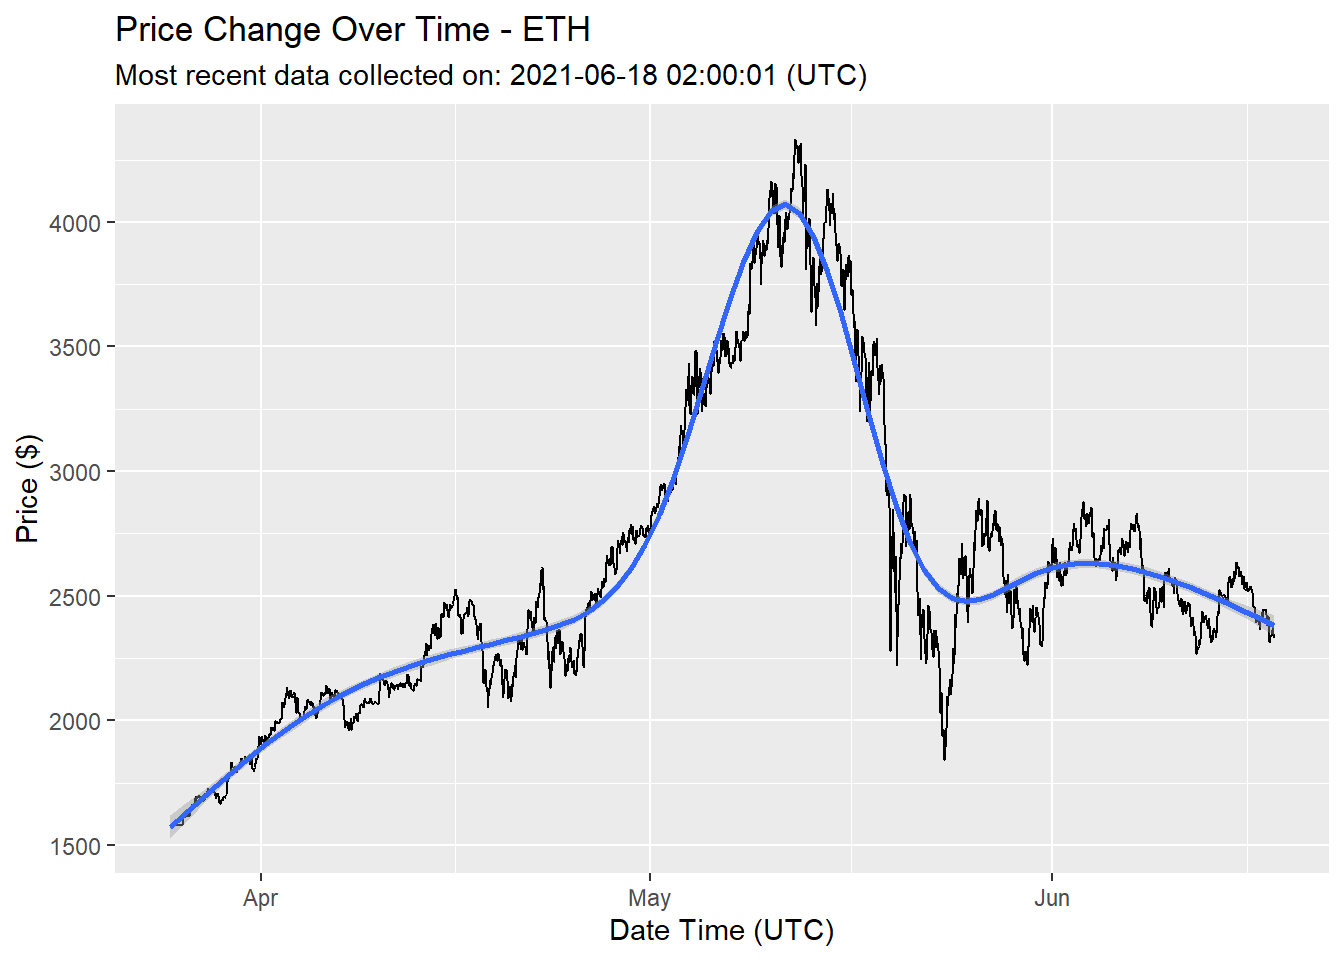 Price Change Over Time - ETH
Most recent data collected on: 2021-06-18 02:00:01 (UTC)
Price ($)
4000
3500
3000
2500
2000
1500
Apr
May
Jun
Date Time (UTC)